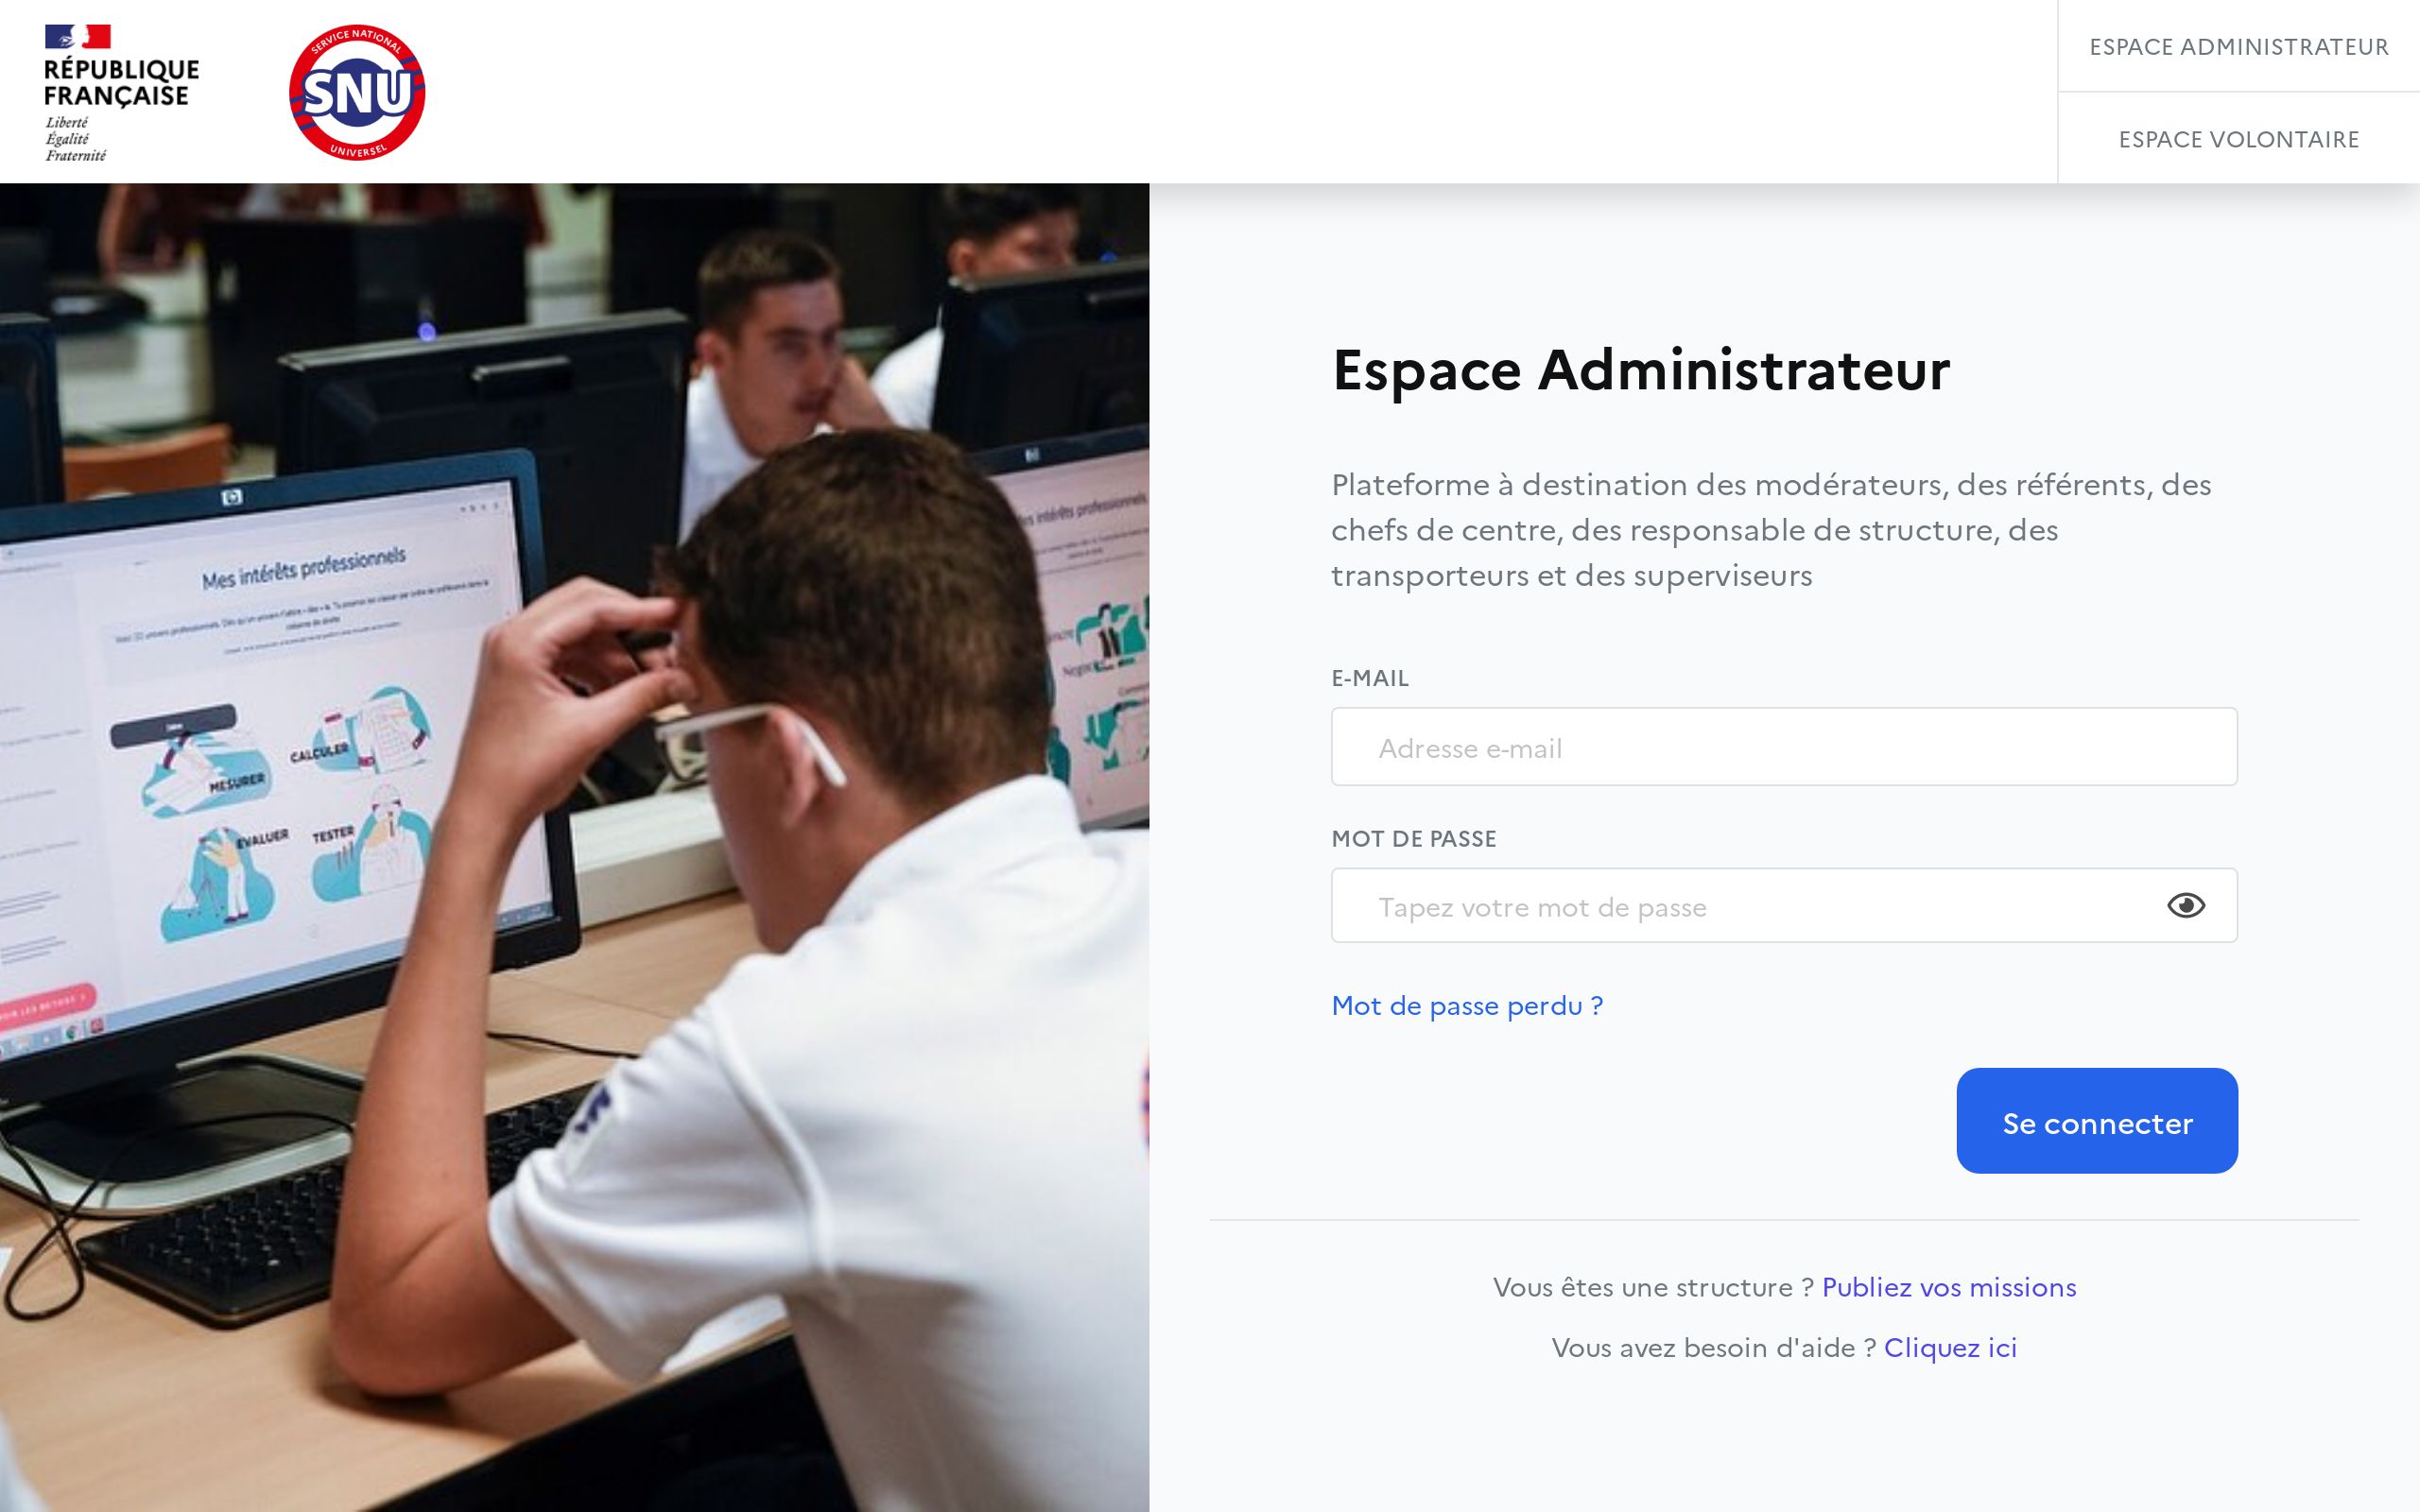 RÉPUBLIQUE
FRANÇAISE
Liberté
Égalité
Fraternité
SERVICE NATIONAL
SNU
UNIVERSEL
ESPACE ADMINISTRATEUR
ESPACE VOLONTAIRE
Mes intérêts professionnels
CALCULER
MESURER
EVALUER
TESTER
intérêts professionnels
Espace Administrateur
Plateforme à destination des modérateurs, des référents, des
chefs de centre, des responsable de structure, des
transporteurs et des superviseurs
E-MAIL
Adresse e-mail
MOT DE PASSE
Tapez votre mot de passe
Mot de passe perdu ?
Se connecter
Vous êtes une structure ? Publiez vos missions
Vous avez besoin d'aide ? Cliquez ici